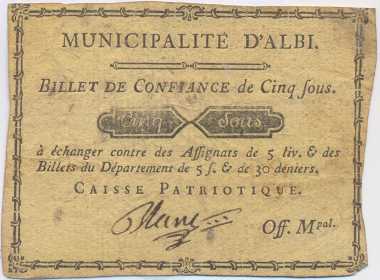 MUNICIPALITÉ D'ALBI.
BILLET DE CONFIANCE de Cinq ſous.
Cinq Sous
à échanger contre des Aſſignats de 5 liv. & des
Billets du Département de 5 ſ. & de 30 deniers.
CAISSE PATRIOTIQUE.
Off. Mpal.